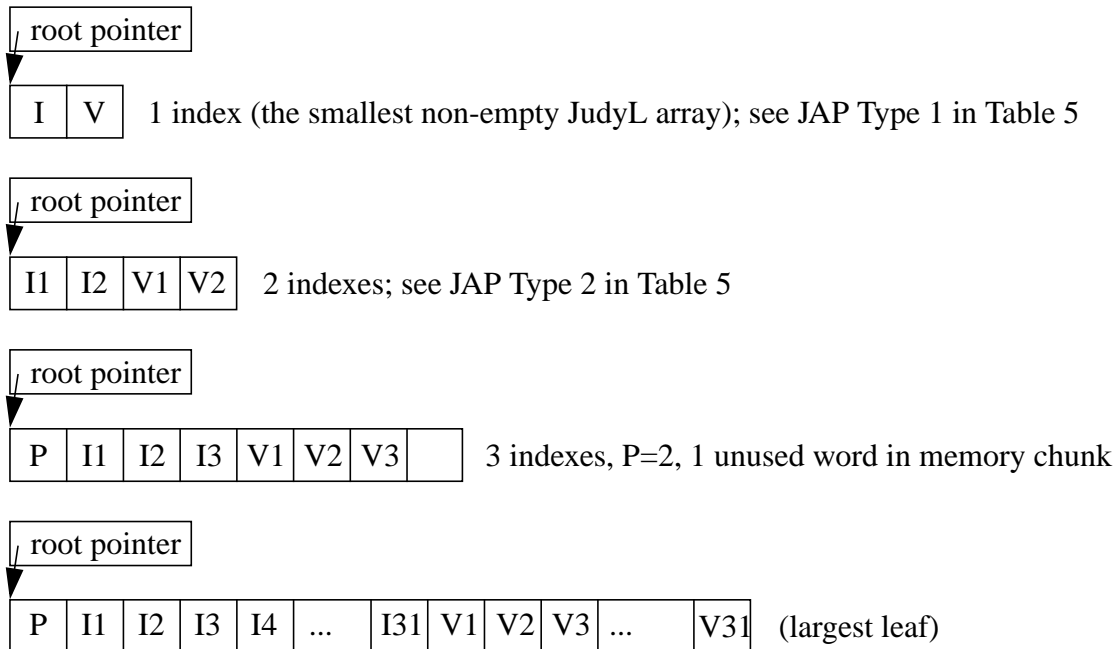 root pointer
I V 1 index (the smallest non-empty JudyL array); see JAP Type 1 in Table 5
root pointer
I1 I2 V1 V2 2 indexes; see JAP Type 2 in Table 5
root pointer
P I1 I2 I3 V1 V2 V3 3 indexes, P=2, 1 unused word in memory chunk
root pointer
P I1 I2 I3 I4 ... I31 V1 V2 V3 ... V31 (largest leaf)